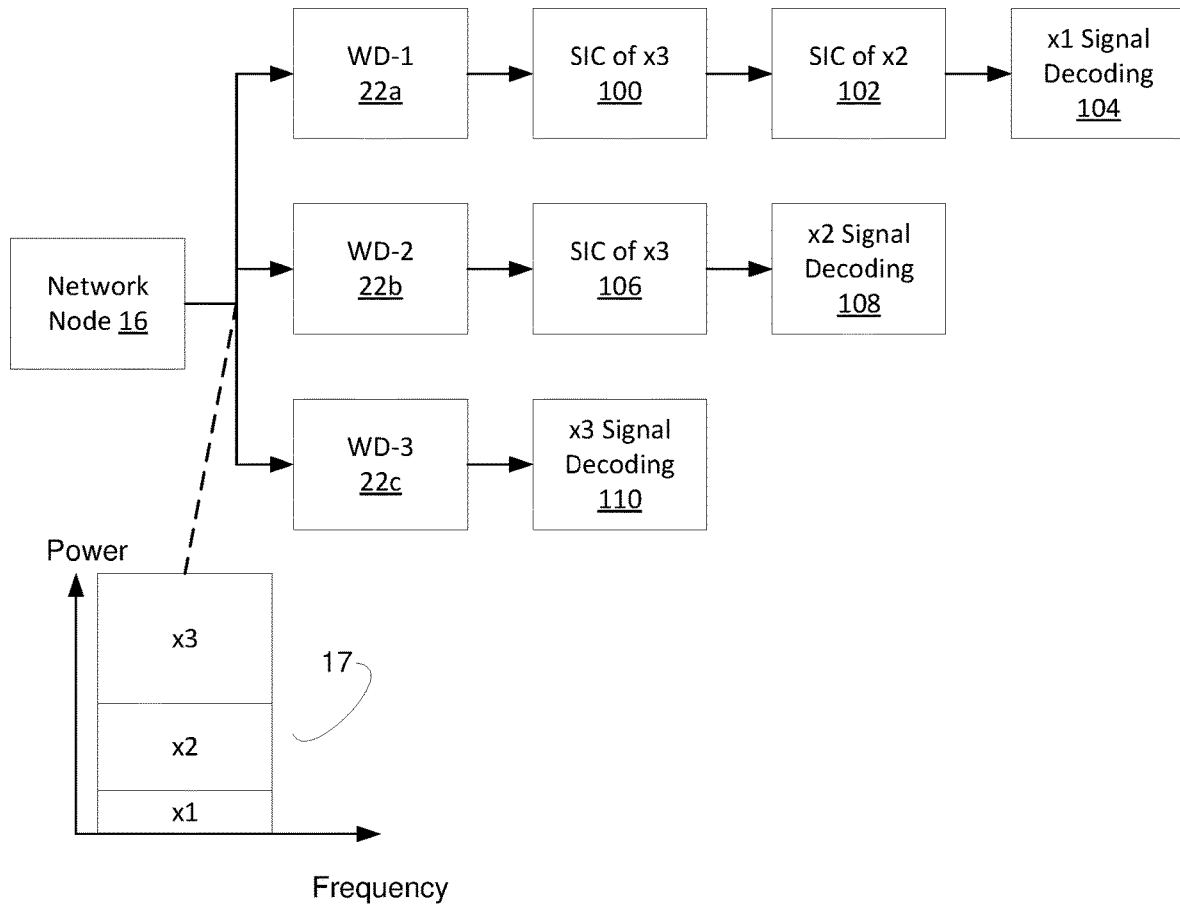 WD-1
22a
SIC of x3
100
SIC of x2
102
x1 Signal
Decoding
104
Network
Node 16
WD-2
22b
SIC of x3
106
x2 Signal
Decoding
108
WD-3
22c
x3 Signal
Decoding
110
Power
x3
x2
x1
17
Frequency